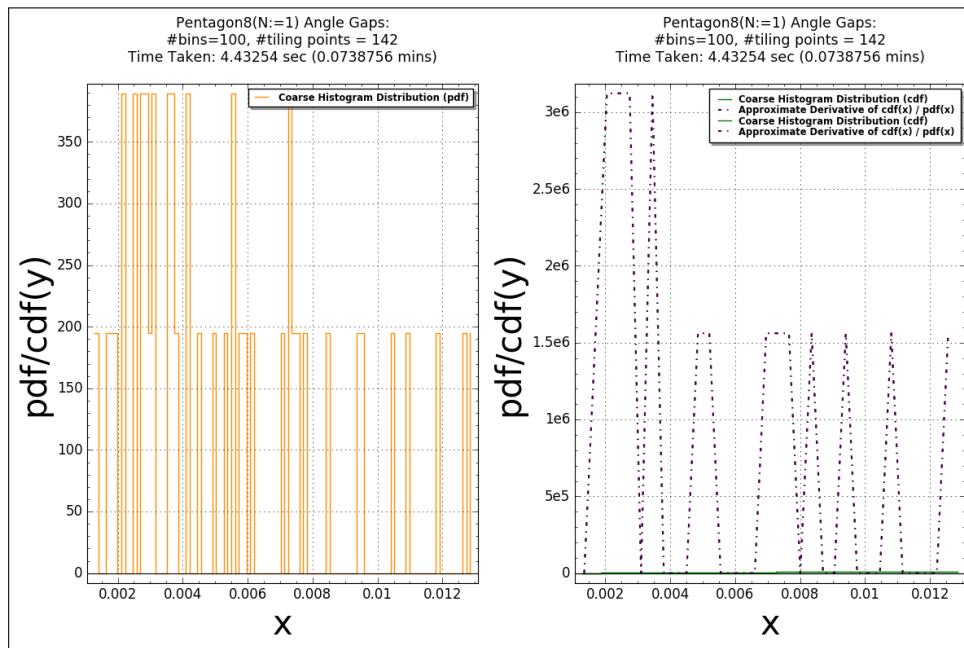 Pentagon8(N:=1) Angle Gaps:
#bins=100, #tiling points = 142
Time Taken: 4.43254 sec (0.0738756 mins)
Coarse Histogram Distribution (pdf)
pdf/cdf(y)
350
300
250
200
150
100
50
0
0.002 0.004 0.006 0.008 0.010 0.012
x
Pentagon8(N:=1) Angle Gaps:
#bins=100, #tiling points = 142
Time Taken: 4.43254 sec (0.0738756 mins)
Coarse Histogram Distribution (cdf)
Approximate Derivative of cdf(x) / pdf(x)
Coarse Histogram Distribution (cdf)
Approximate Derivative of cdf(x) / pdf(x)
pdf/cdf(y)
3e6
2.5e6
2e6
1.5e6
1e6
5e5
0
0.002 0.004 0.006 0.008 0.01 0.012
x